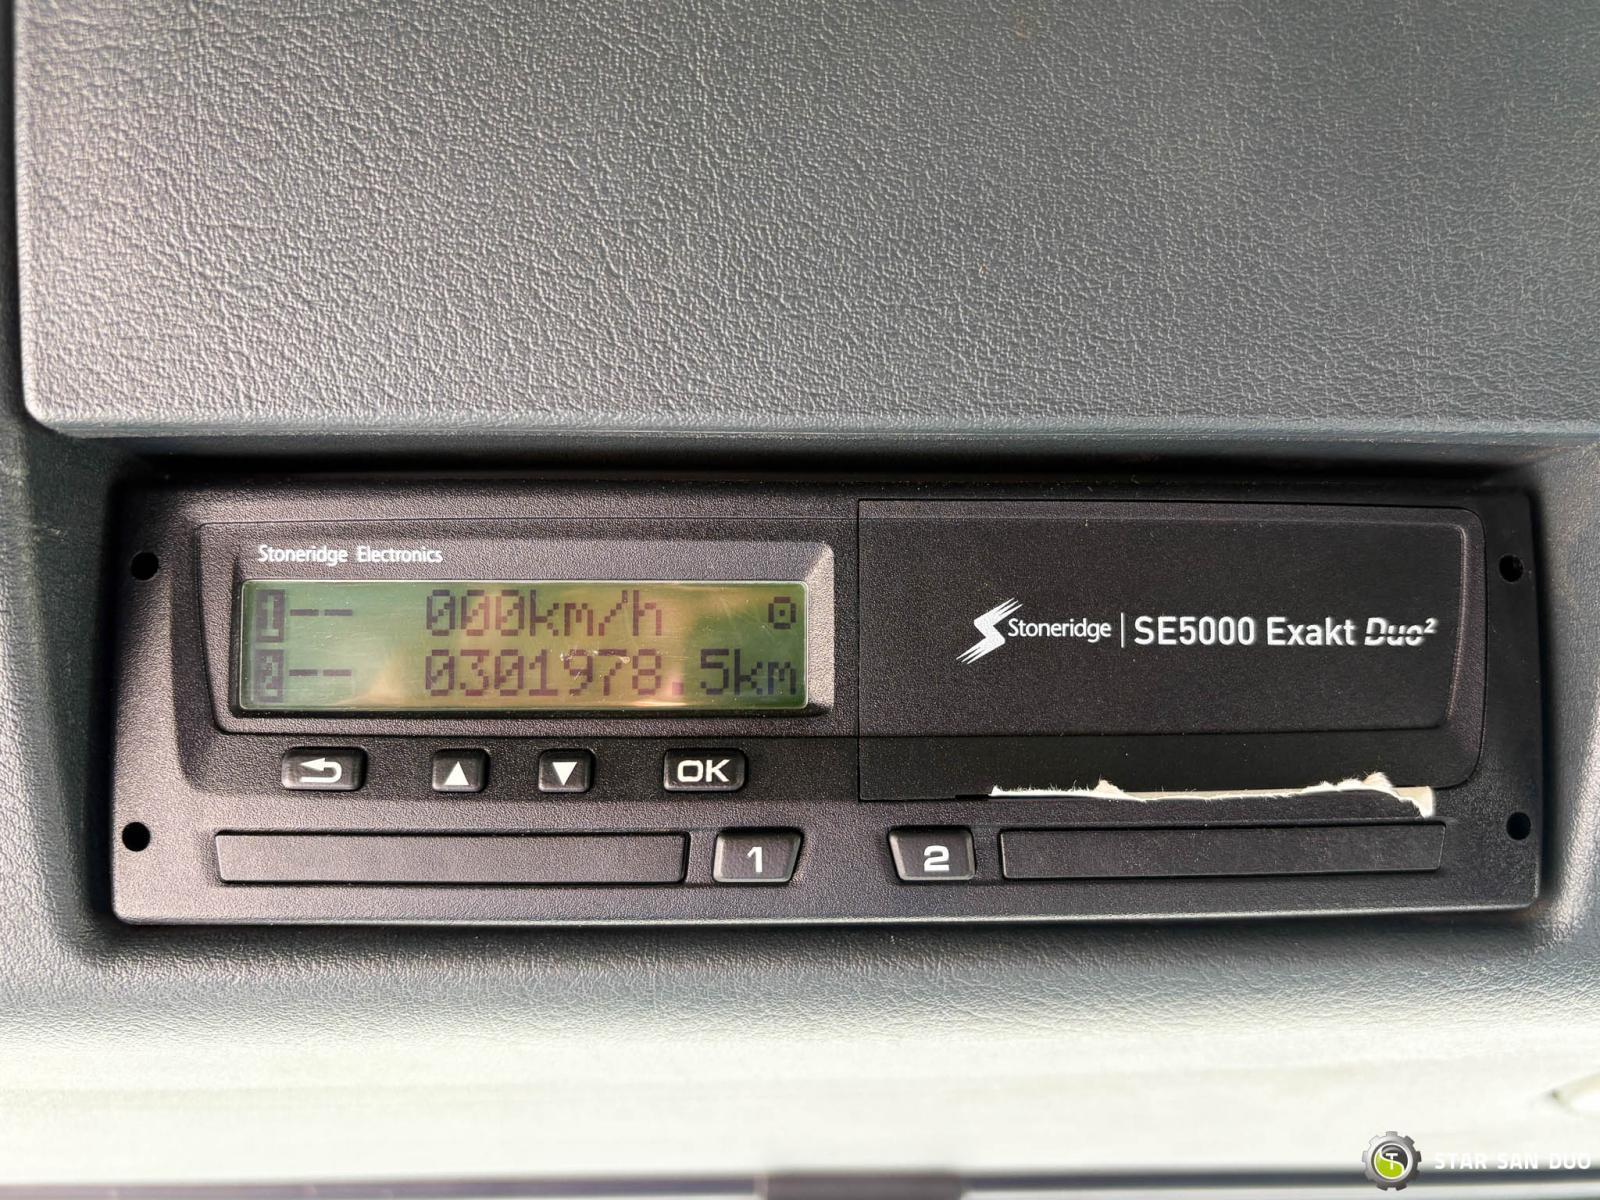 Stoneridge Electronics
1-- 000km/h
2-- 0301978.5km
Stoneridge | SE5000 Exakt Duo²
OK
1
2
STAR SAN DUO